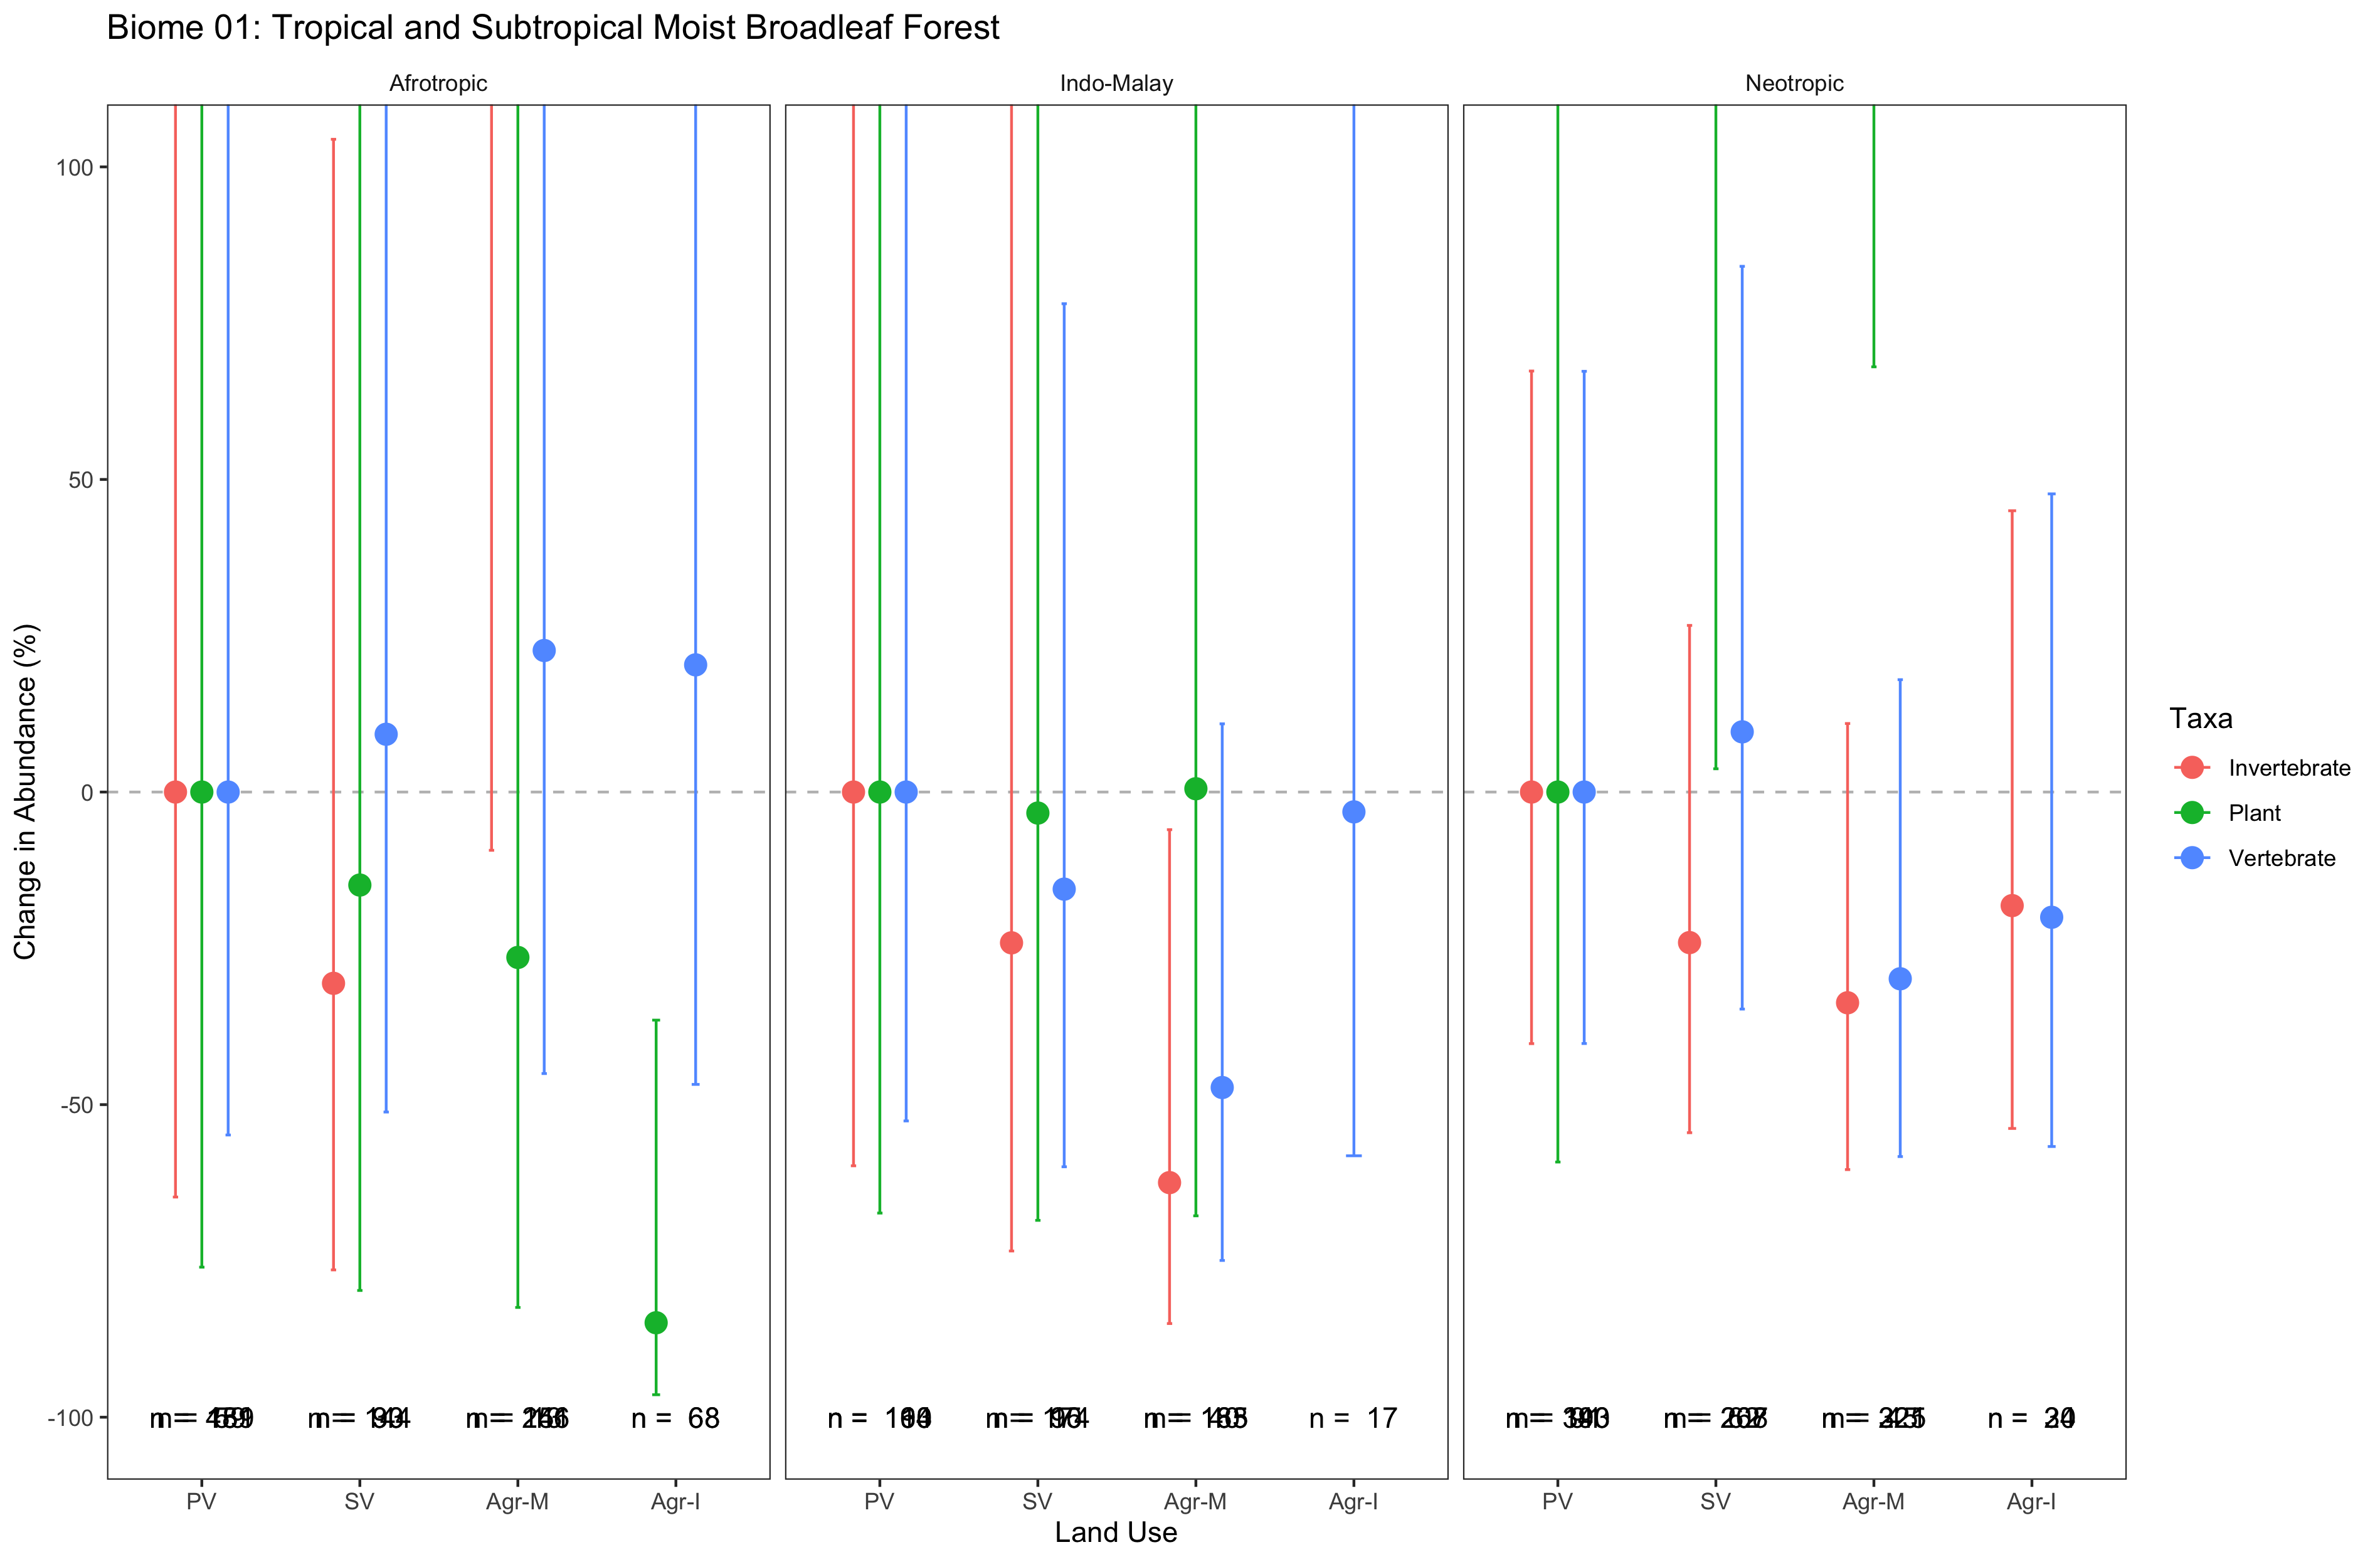 Biome 01: Tropical and Subtropical Moist Broadleaf Forest
Afrotropic
Indo-Malay
Neotropic
Change in Abundance (%)
100
50
0
-50
-100
n = 68
n = 17
PV SV Agr-M Agr-I
PV SV Agr-M Agr-I
PV SV Agr-M Agr-I
Land Use
Taxa
Invertebrate
Plant
Vertebrate